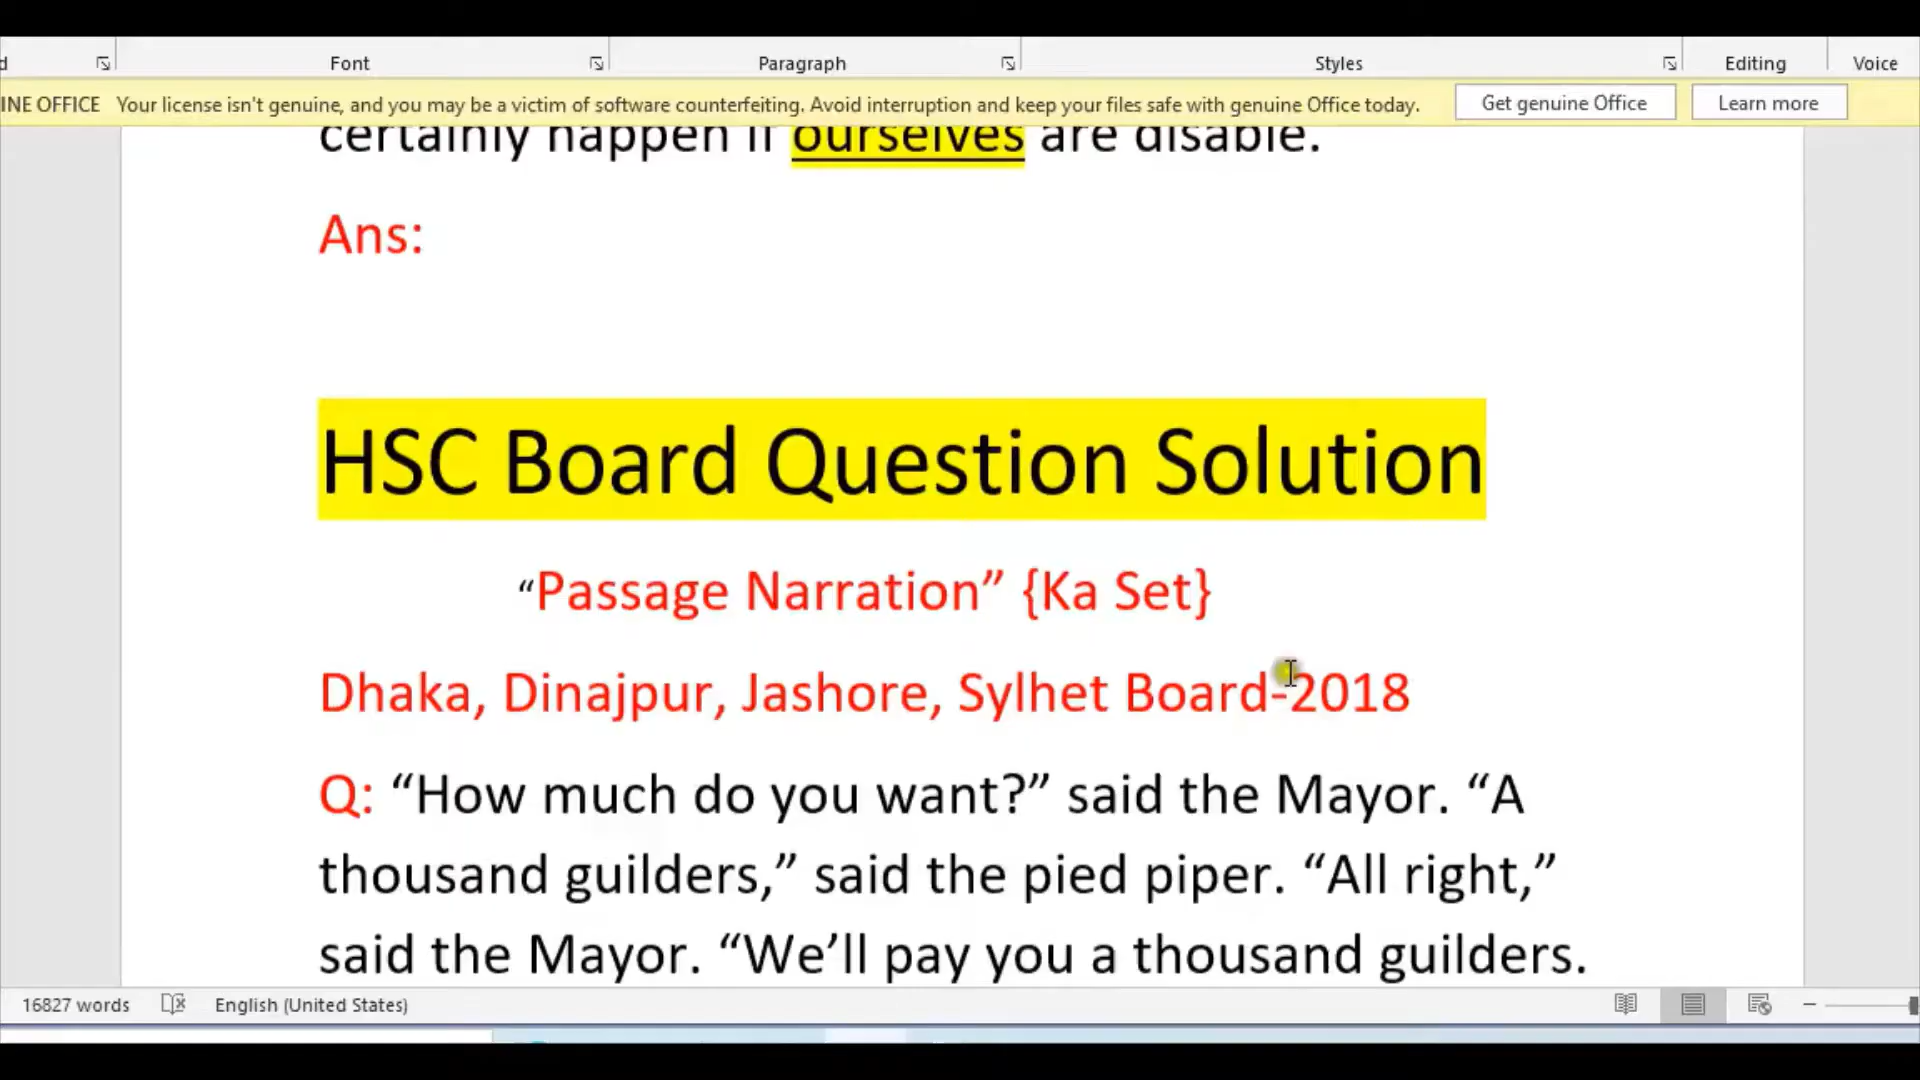 Font Paragraph Styles Editing Voice
INE OFFICE Your license isn't genuine, and you may be a victim of software counterfeiting. Avoid interruption and keep your files safe with genuine Office today. Get genuine Office Learn more
certainly happen if ourselves are disable.
Ans:
HSC Board Question Solution
“Passage Narration” {Ka Set}
Dhaka, Dinajpur, Jashore, Sylhet Board-2018
Q: “How much do you want?” said the Mayor. “A
thousand guilders,” said the pied piper. “All right,”
said the Mayor. “We’ll pay you a thousand guilders.
16827 words English (United States)